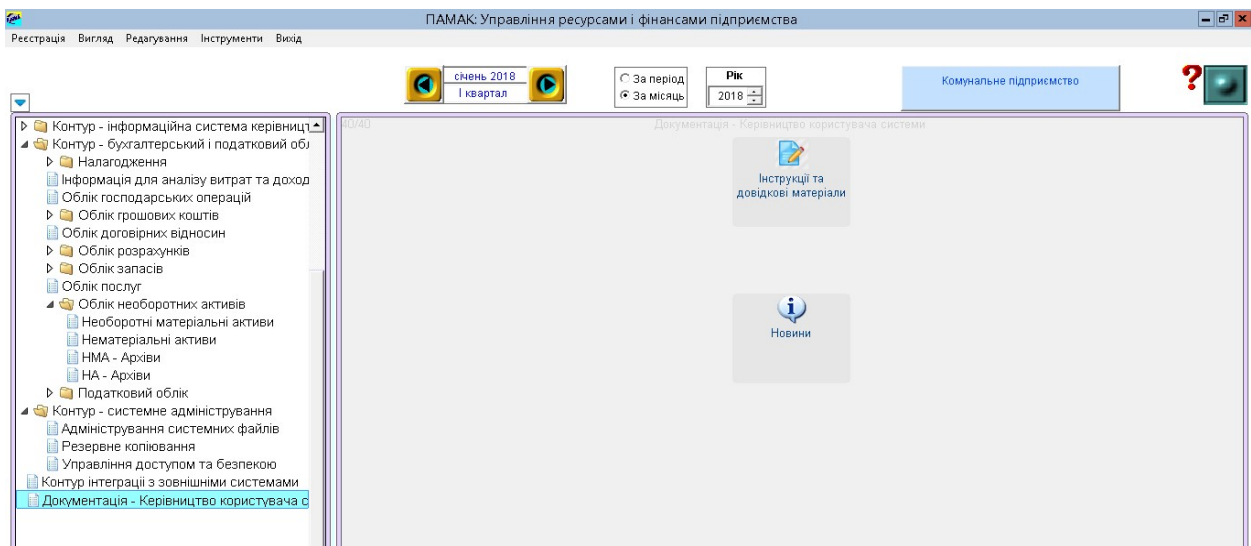 ПАМАК: Управління ресурсами і фінансами підприємства
Реєстрація Вигляд Редагування Інструменти Вихід
січень 2018
І квартал
За період
За місяць
Рік
2018
Комунальне підприємство
?
Контур - інформаційна система керівницт
Контур - бухгалтерський і податковий обл
Налагодження
Інформація для аналізу витрат та доход
Облік господарських операцій
Облік грошових коштів
Облік договірних відносин
Облік розрахунків
Облік запасів
Облік послуг
Облік необоротних активів
Необоротні матеріальні активи
Нематеріальні активи
НМА - Архіви
НА - Архіви
Податковий облік
Контур - системне адміністрування
Адміністрування системних файлів
Резервне копіювання
Управління доступом та безпекою
Контур інтеграції з зовнішніми системами
Документація - Керівництво користувача с
40/40
Документація - Керівництво користувача системи
Інструкції та
довідкові матеріали
Новини